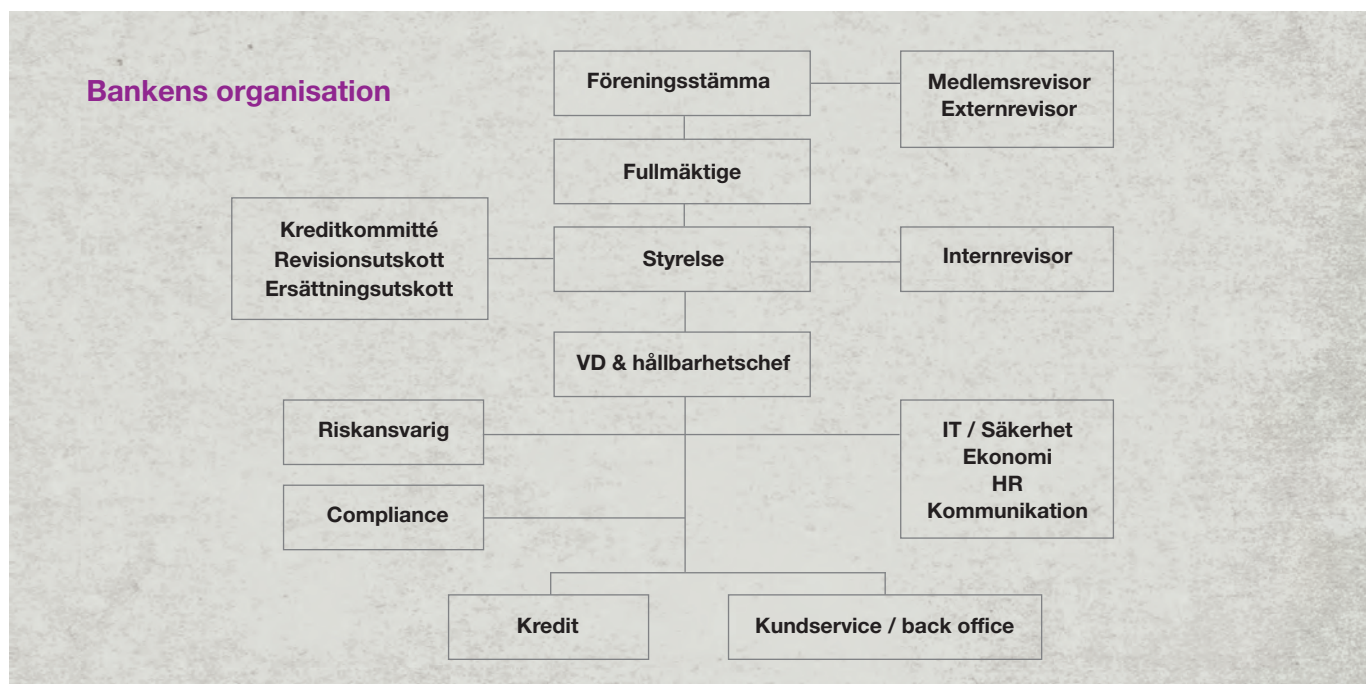 Bankens organisation
Föreningsstämma
Medlemsrevisor
Externrevisor
Fullmäktige
Kreditkommitté
Revisionsutskott
Ersättningsutskott
Styrelse
Internrevisor
VD & hållbarhetschef
Riskansvarig
IT / Säkerhet
Ekonomi
HR
Kommunikation
Compliance
Kredit
Kundservice / back office